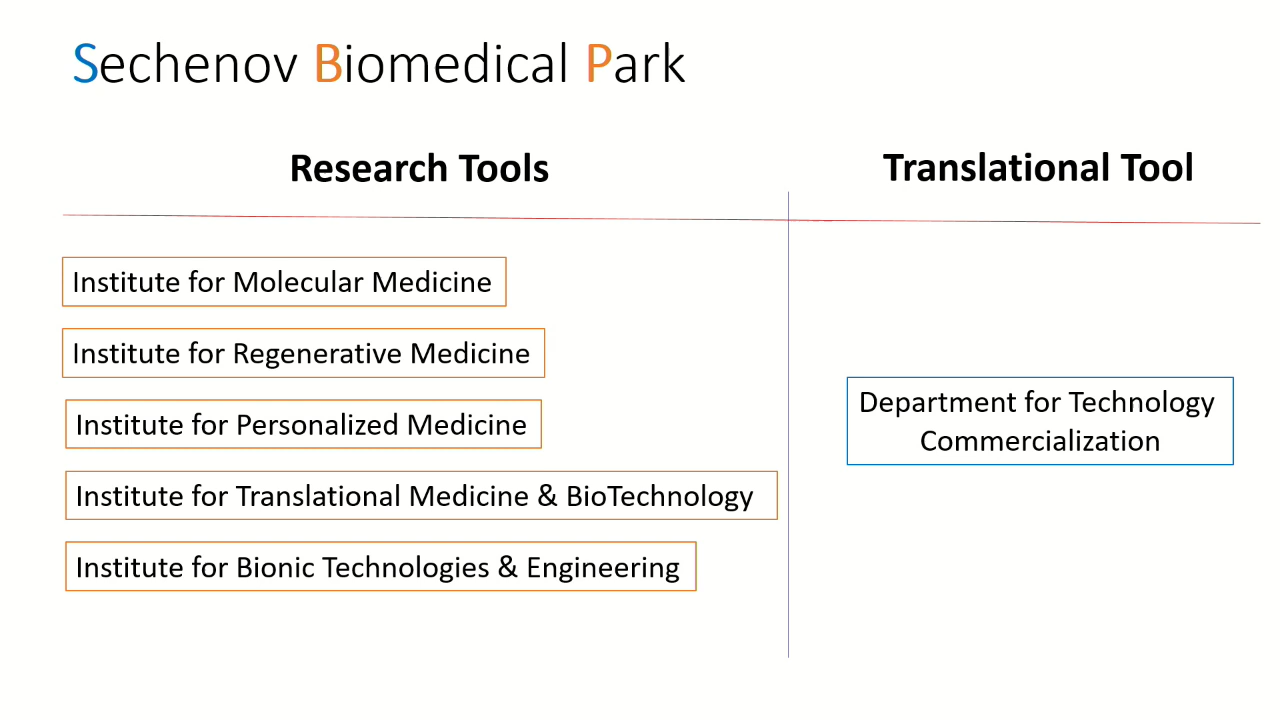 Sechenov Biomedical Park
Research Tools
Institute for Molecular Medicine
Institute for Regenerative Medicine
Institute for Personalized Medicine
Institute for Translational Medicine & BioTechnology
Institute for Bionic Technologies & Engineering
Translational Tool
Department for Technology
Commercialization